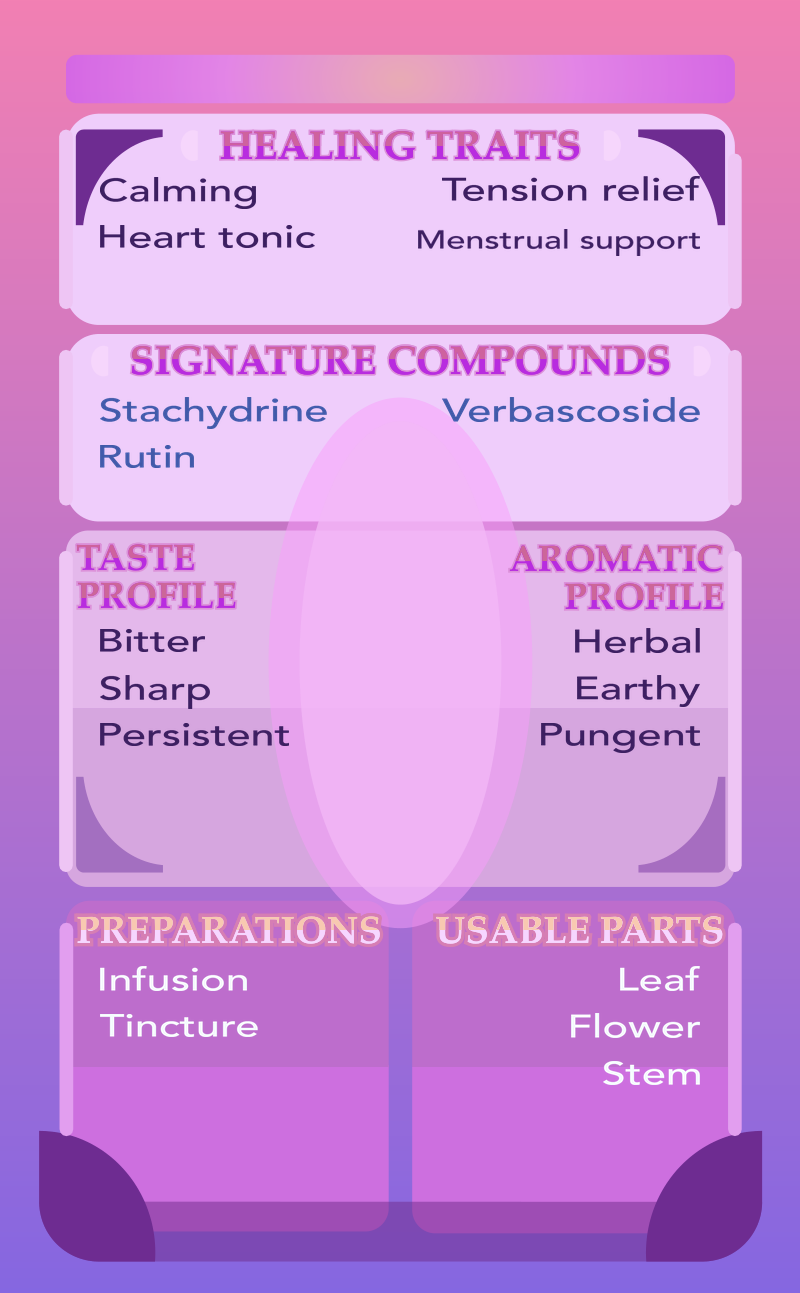 HEALING TRAITS
Calming
Tension relief
Heart tonic
Menstrual support
SIGNATURE COMPOUNDS
Stachydrine
Verbascoside
Rutin
TASTE
PROFILE
Bitter
Sharp
Persistent
AROMATIC
PROFILE
Herbal
Earthy
Pungent
PREPARATIONS
Infusion
Tincture
USABLE PARTS
Leaf
Flower
Stem